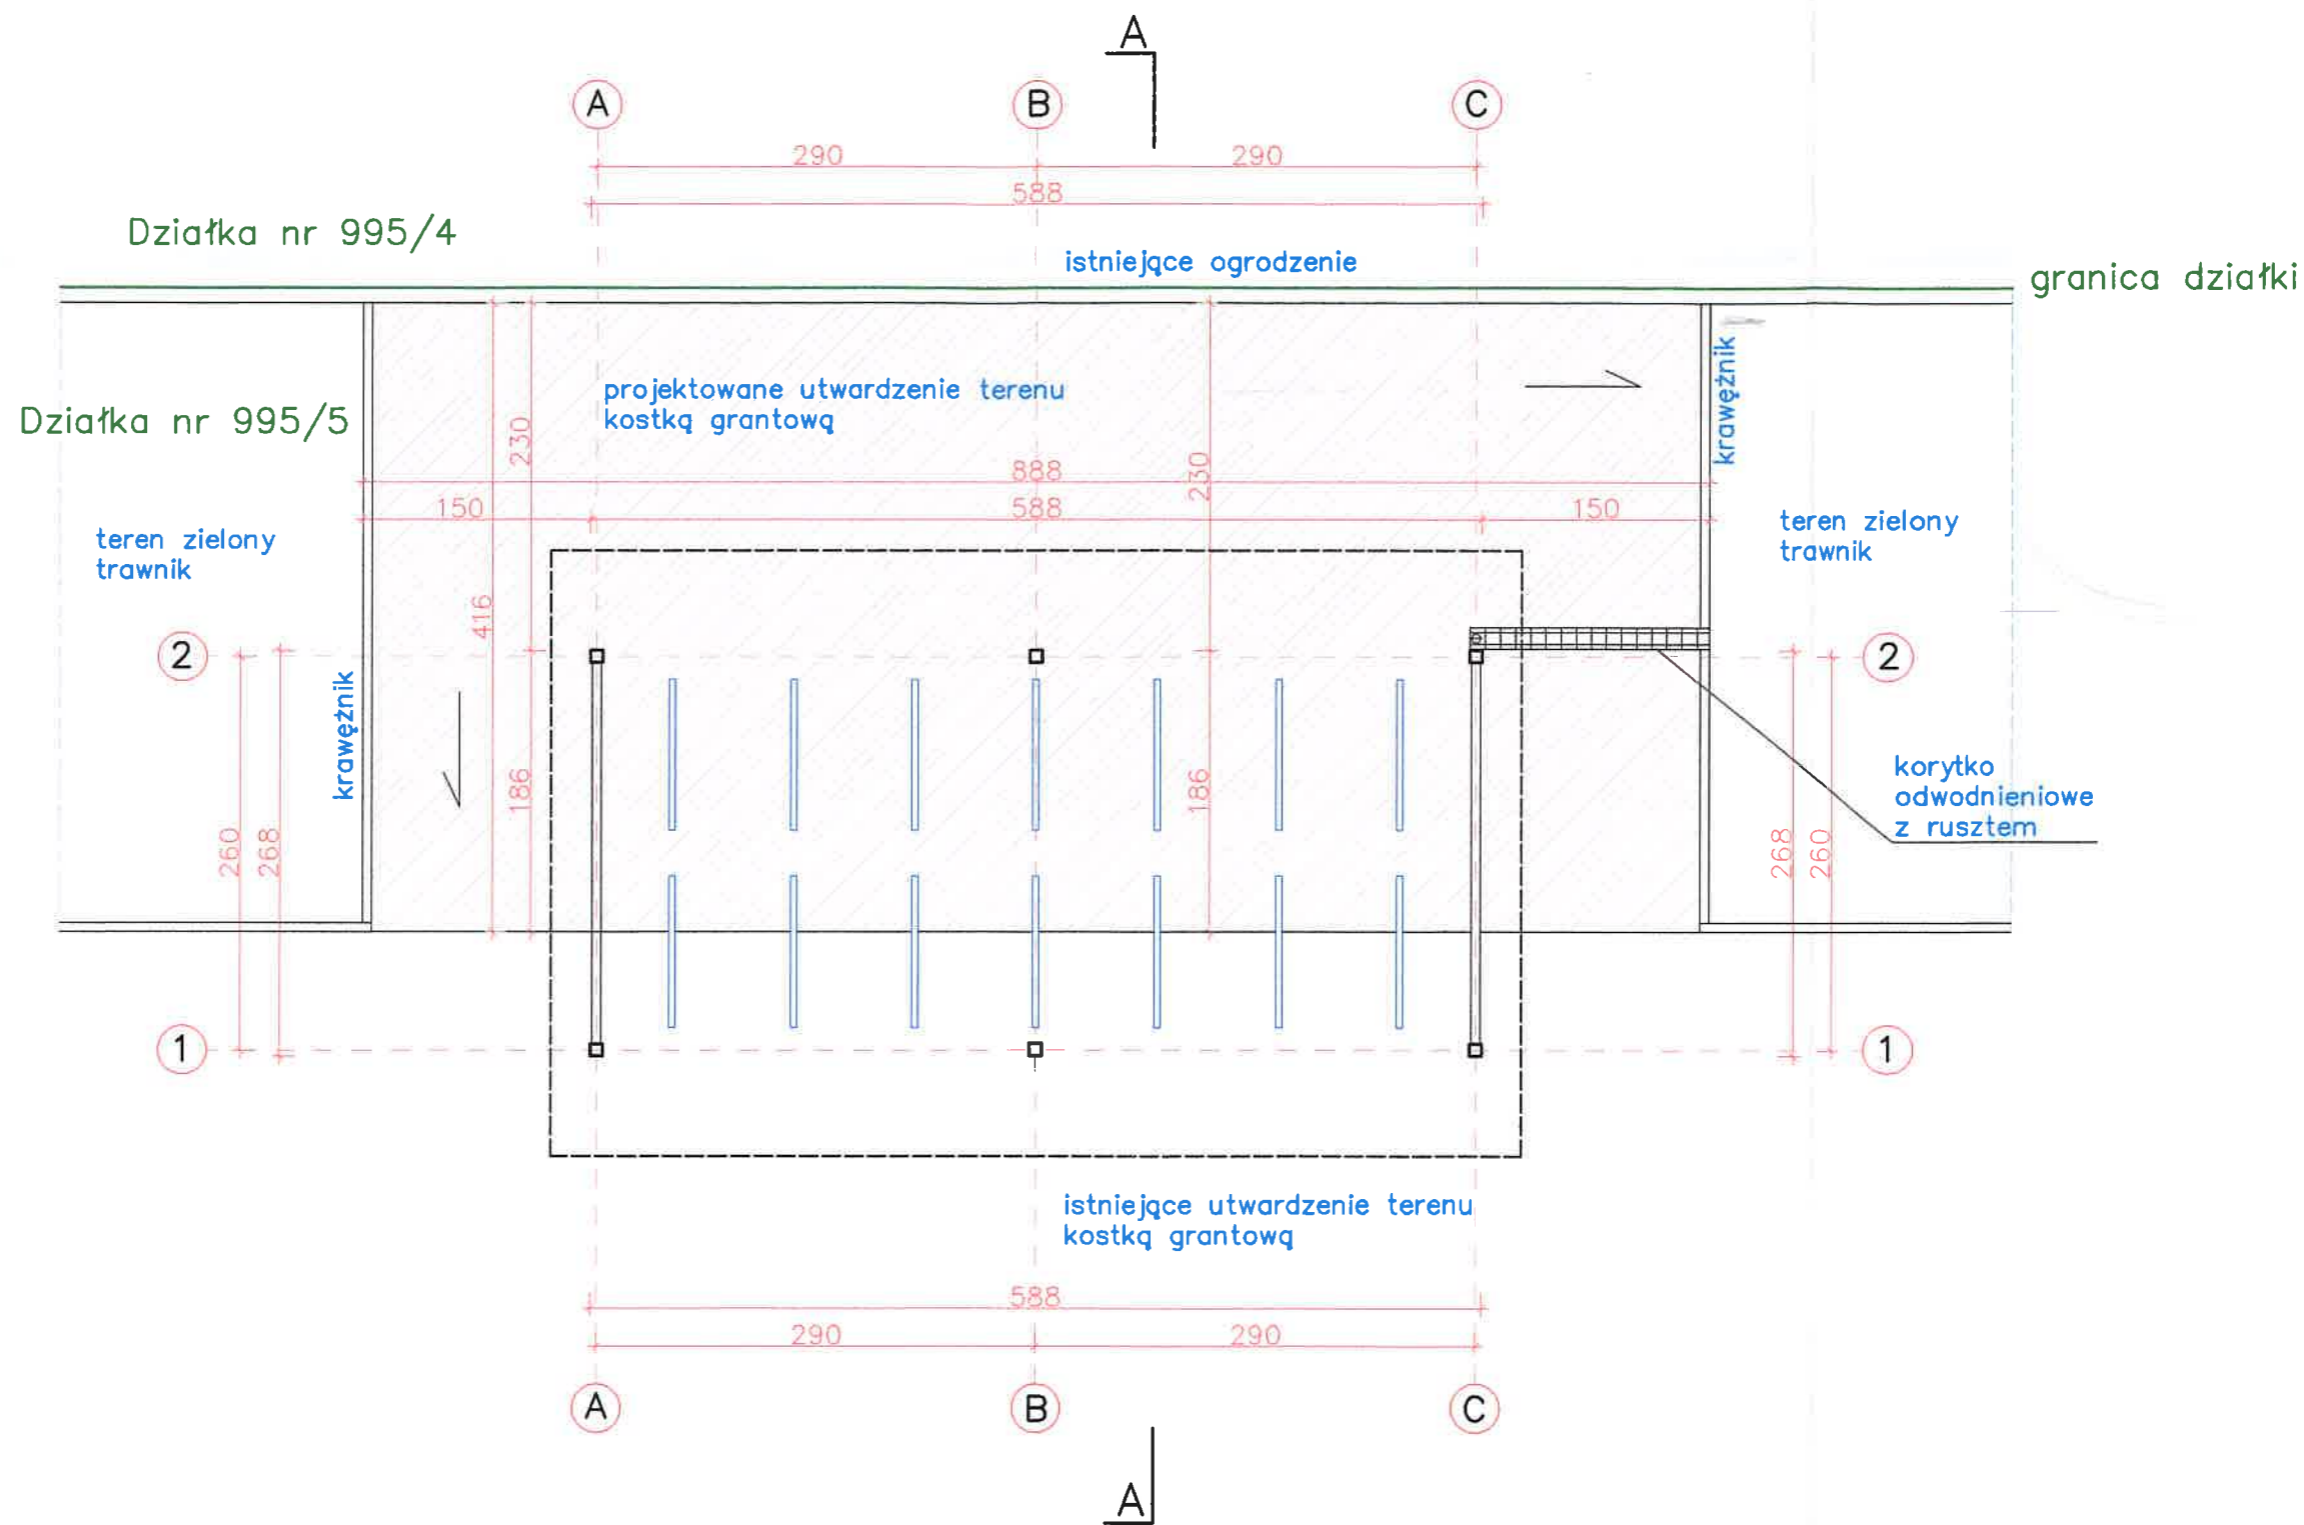 A
A
B
C
290
290
588
Działka nr 995/4
istniejące ogrodzenie
granica działki
projektowane utwardzenie terenu
kostką grantową
krawężnik
Działka nr 995/5
230
230
888
150
588
150
teren zielony
trawnik
teren zielony
trawnik
416
2
2
krawężnik
186
186
korytko
odwodnieniowe
z rusztem
260
268
268
260
1
1
istniejące utwardzenie terenu
kostką grantową
588
290
290
A
B
C
A